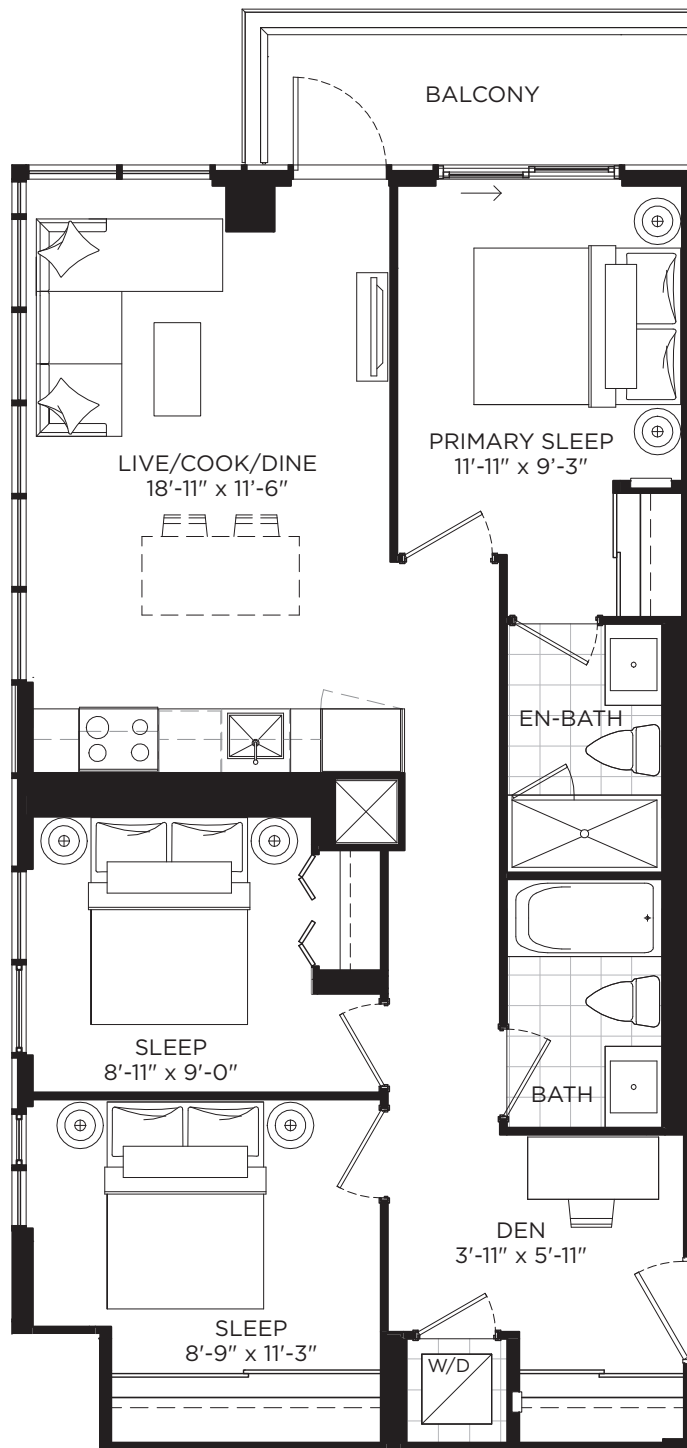 BALCONY
PRIMARY SLEEP
11'-11" x 9'-3"
LIVE/COOK/DINE
18'-11" x 11'-6"
EN-BATH
SLEEP
8'-11" x 9'-0"
BATH
DEN
3'-11" x 5'-11"
SLEEP
8'-9" x 11'-3"
W/D